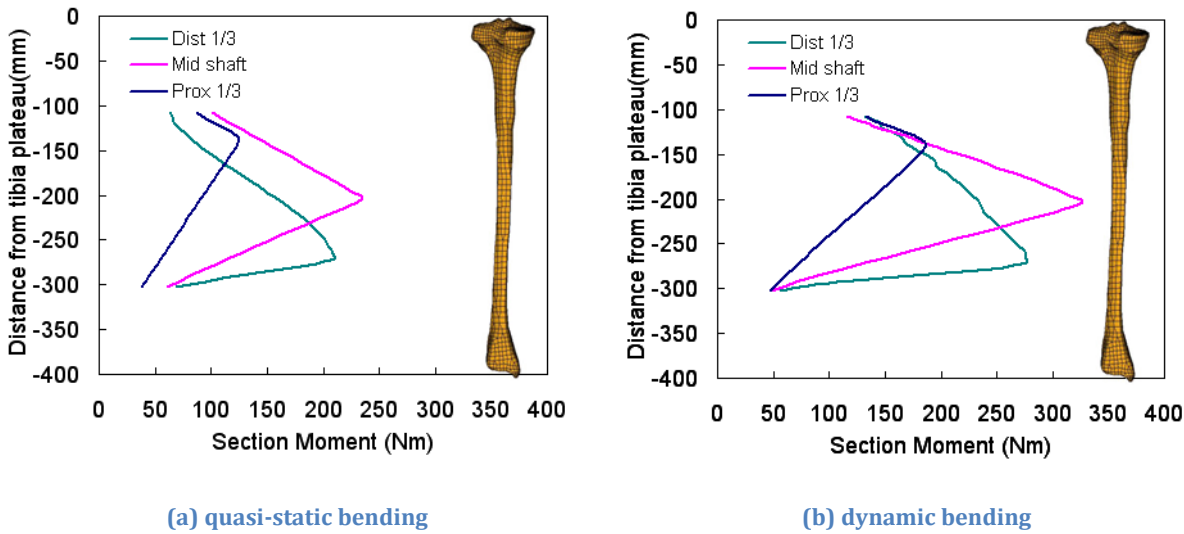 0
-50
-100
-150
-200
-250
-300
-350
-400
Distance from tibia plateau(mm)
Dist 1/3
Mid shaft
Prox 1/3
0 50 100 150 200 250 300 350 400
Section Moment (Nm)
(a) quasi-static bending
0
-50
-100
-150
-200
-250
-300
-350
-400
Distance from tibia plateau(mm)
Dist 1/3
Mid shaft
Prox 1/3
0 50 100 150 200 250 300 350 400
Section Moment (Nm)
(b) dynamic bending